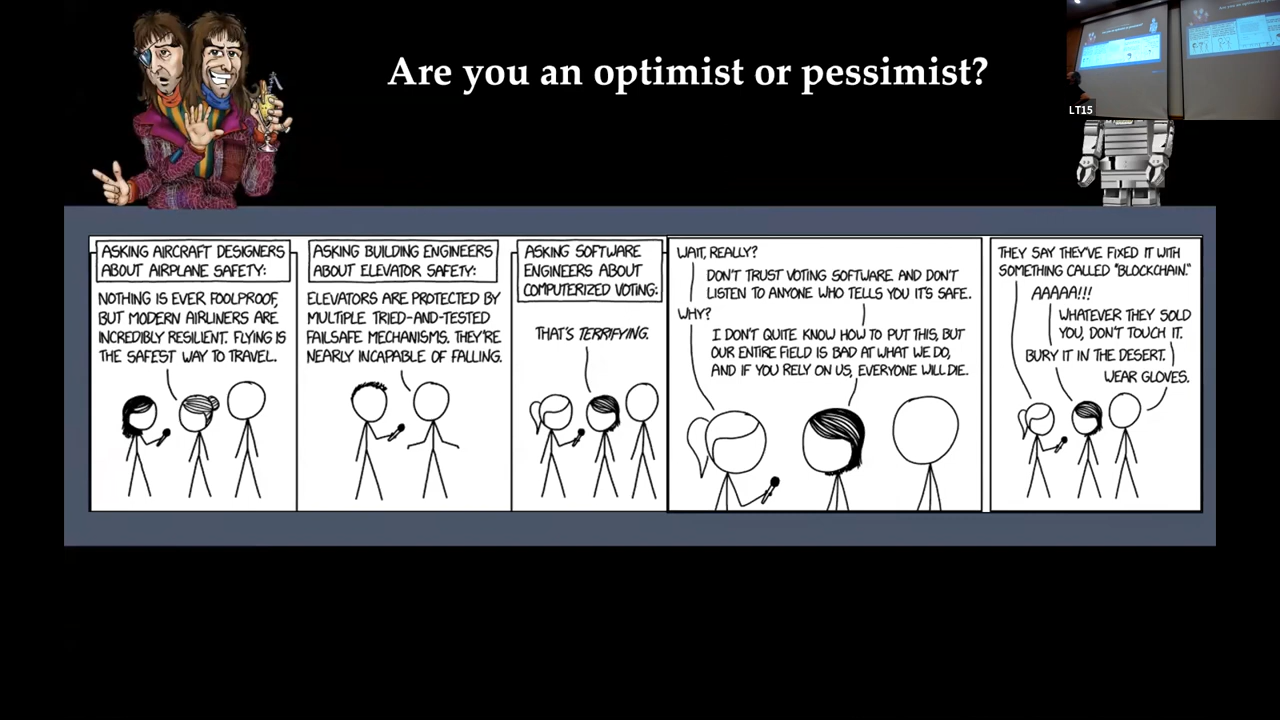 Are you an optimist or pessimist?
LT15
ASKING AIRCRAFT DESIGNERS
ABOUT AIRPLANE SAFETY:
NOTHING IS EVER FOOLPROOF,
BUT MODERN AIRLINERS ARE
INCREDIBLY RESILIENT. FLYING IS
THE SAFEST WAY TO TRAVEL.
ASKING BUILDING ENGINEERS
ABOUT ELEVATOR SAFETY:
ELEVATORS ARE PROTECTED BY
MULTIPLE TRIED-AND-TESTED
FAILSAFE MECHANISMS. THEY'RE
NEARLY INCAPABLE OF FALLING.
ASKING SOFTWARE
ENGINEERS ABOUT
COMPUTERIZED VOTING:
THAT'S TERRIFYING.
WAIT, REALLY?
DON'T TRUST VOTING SOFTWARE AND DON'T
LISTEN TO ANYONE WHO TELLS YOU IT'S SAFE.
WHY?
I DON'T QUITE KNOW HOW TO PUT THIS, BUT
OUR ENTIRE FIELD IS BAD AT WHAT WE DO,
AND IF YOU RELY ON US, EVERYONE WILL DIE.
THEY SAY THEY'VE FIXED IT WITH
SOMETHING CALLED "BLOCKCHAIN."
AAAAA!!!
WHATEVER THEY SOLD
YOU, DON'T TOUCH IT.
BURY IT IN THE DESERT.
WEAR GLOVES.